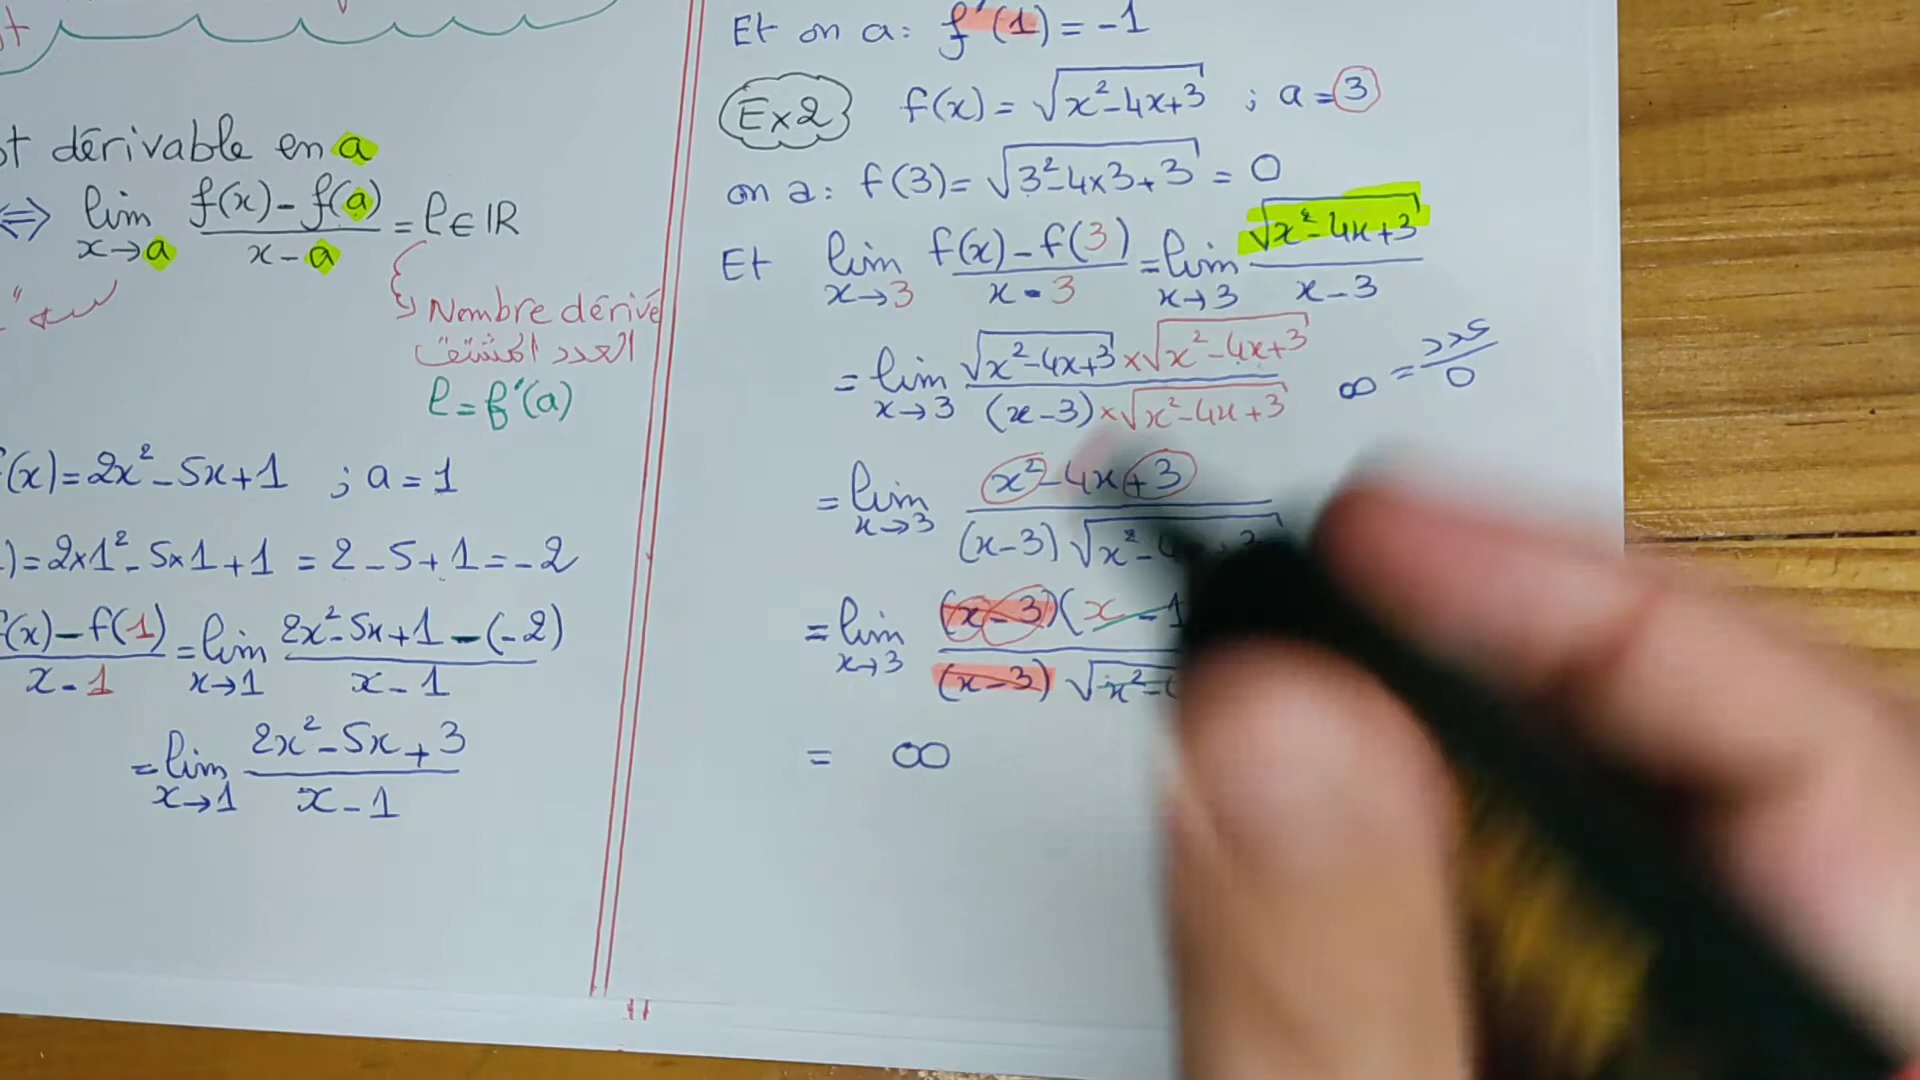 st dérivable en a
⇔ lim x→a (f(x)-f(a))/(x-a) = l ∈ IR
Nombre dérivé
العدد المشتق
l = f'(a)
f(x) = 2x² - 5x + 1 ; a = 1
) = 2×1² - 5×1 + 1 = 2 - 5 + 1 = -2
(f(x) - f(1))/(x - 1) = lim x→1 (2x² - 5x + 1 - (-2))/(x - 1)
= lim x→1 (2x² - 5x + 3)/(x - 1)
Et on a: f'(1) = -1
Ex2 f(x) = √(x² - 4x + 3) ; a = 3
on a: f(3) = √(3² - 4×3 + 3) = 0
Et lim x→3 (f(x) - f(3))/(x - 3) = lim x→3 √(x² - 4x + 3)/(x - 3)
= lim x→3 (√(x² - 4x + 3) × √(x² - 4x + 3))/((x - 3) × √(x² - 4x + 3)) ∞ = عدد/0
= lim x→3 (x² - 4x + 3)/((x - 3) √(x² - 4
= lim x→3 ((x - 3)(x - 1)/((x - 3) √(x² -
= ∞